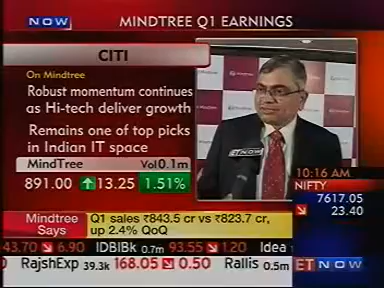 NOW
MINDTREE Q1 EARNINGS
CITI
On Mindtree
Robust momentum continues
as Hi-tech deliver growth
Remains one of top picks
in Indian IT space
MindTree Vol0.1m
891.00 13.25 1.51%
ET NOW
10:16 AM
NIFTY
7617.05
23.40
Mindtree
Says
Q1 sales ₹843.5 cr vs ₹823.7 cr,
up 2.4% QoQ
43.70 6.90 IDBIBk 0.7m 93.55 1.20 Idea
RajshExp 39.3k 168.05 0.50 Rallis 0.5m
ET NOW